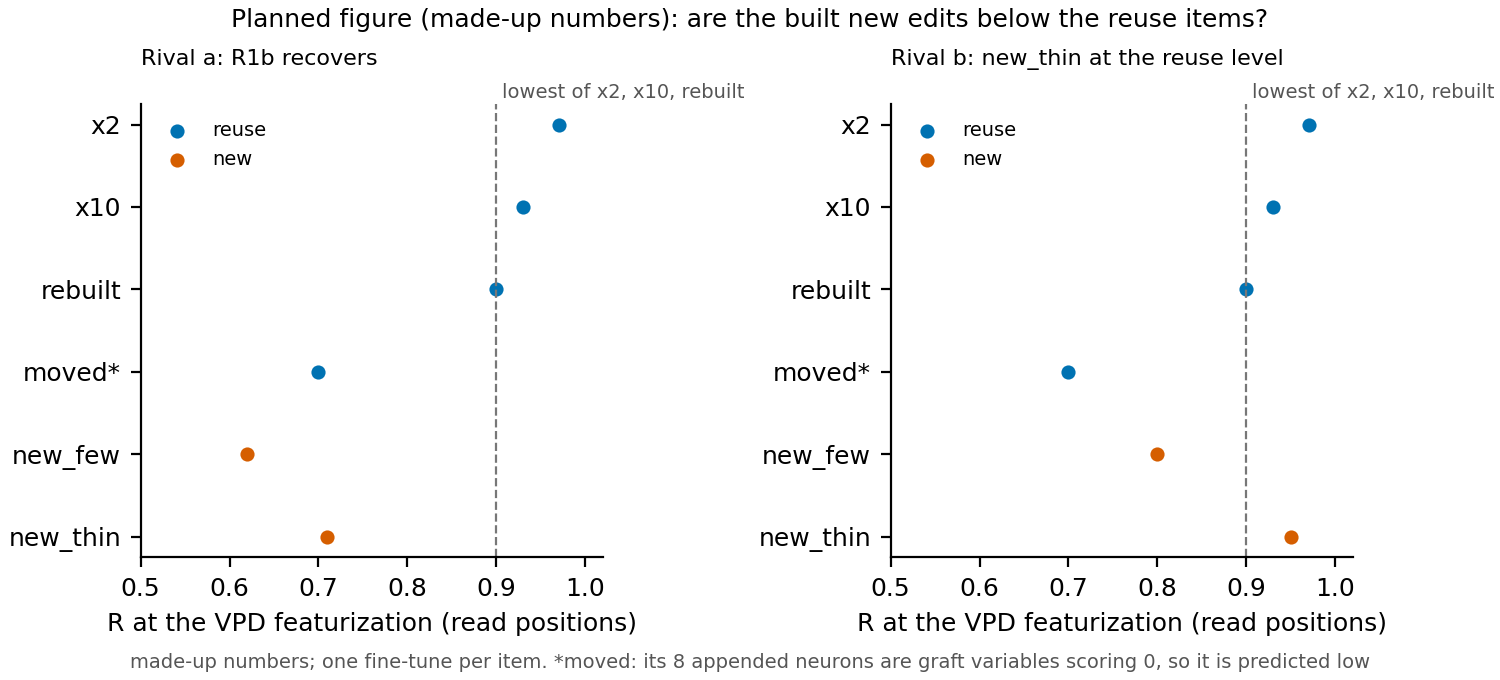 Planned figure (made-up numbers): are the built new edits below the reuse items?
Rival a: R1b recovers
lowest of x2, x10, rebuilt
reuse
new
x2
x10
rebuilt
moved*
new_few
new_thin
0.5 0.6 0.7 0.8 0.9 1.0
R at the VPD featurization (read positions)
Rival b: new_thin at the reuse level
lowest of x2, x10, rebuilt
reuse
new
x2
x10
rebuilt
moved*
new_few
new_thin
0.5 0.6 0.7 0.8 0.9 1.0
R at the VPD featurization (read positions)
made-up numbers; one fine-tune per item. *moved: its 8 appended neurons are graft variables scoring 0, so it is predicted low